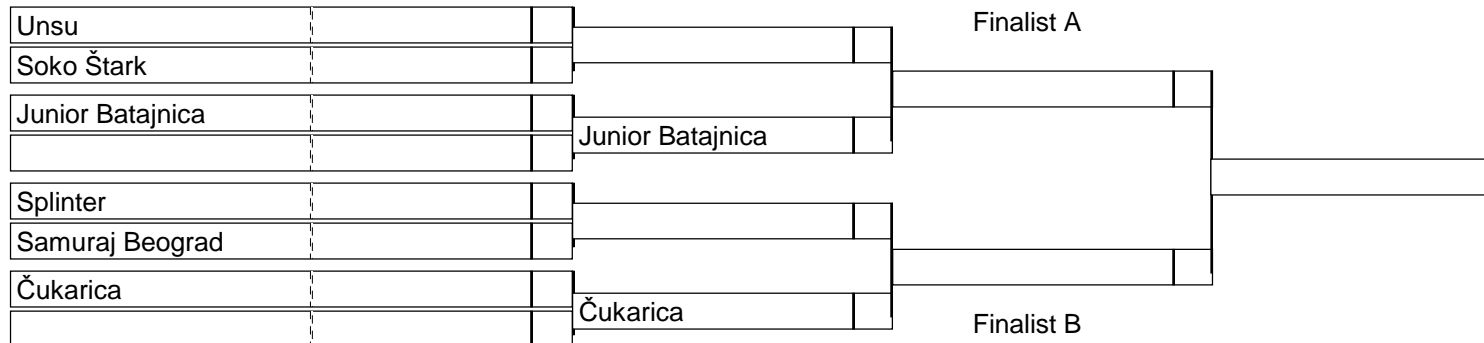 Unsu
Finalist A
Soko Štark
Junior Batajnica
Junior Batajnica
Splinter
Samuraj Beograd
Čukarica
Čukarica
Finalist B